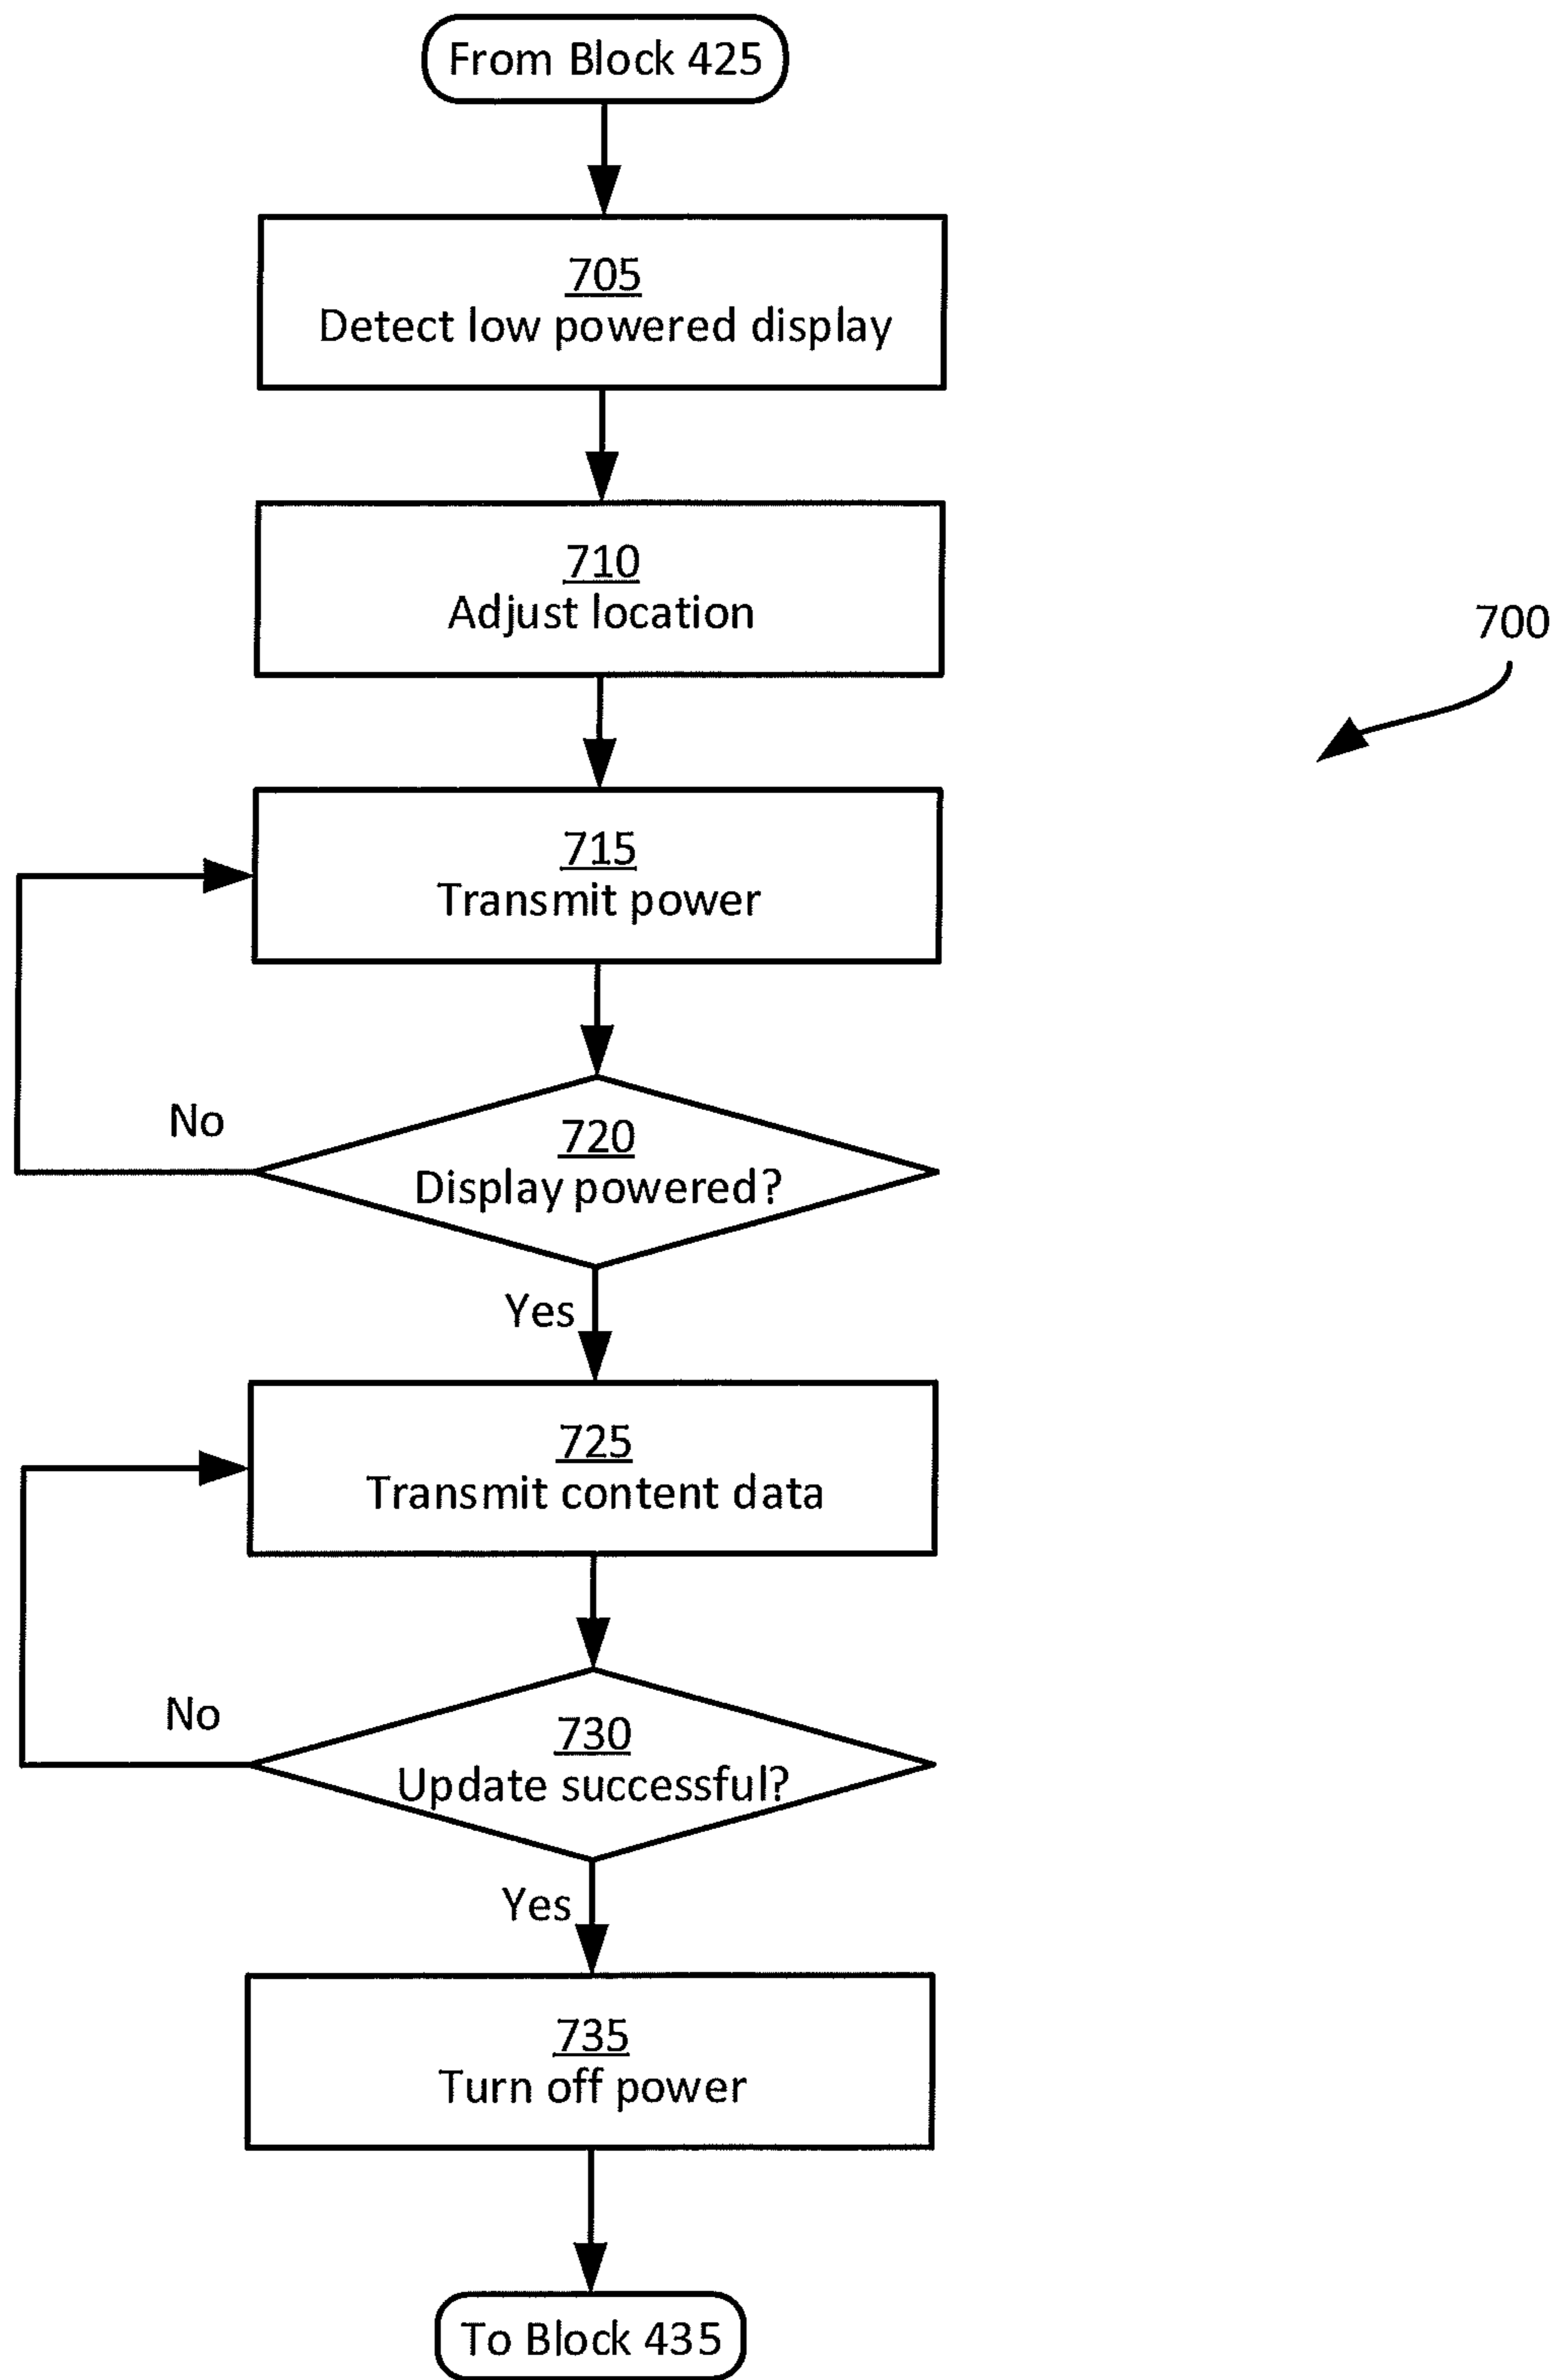 From Block 425
705
Detect low powered display
710
Adjust location
700
715
Transmit power
No
720
Display powered?
Yes
725
Transmit content data
No
730
Update successful?
Yes
735
Turn off power
To Block 435